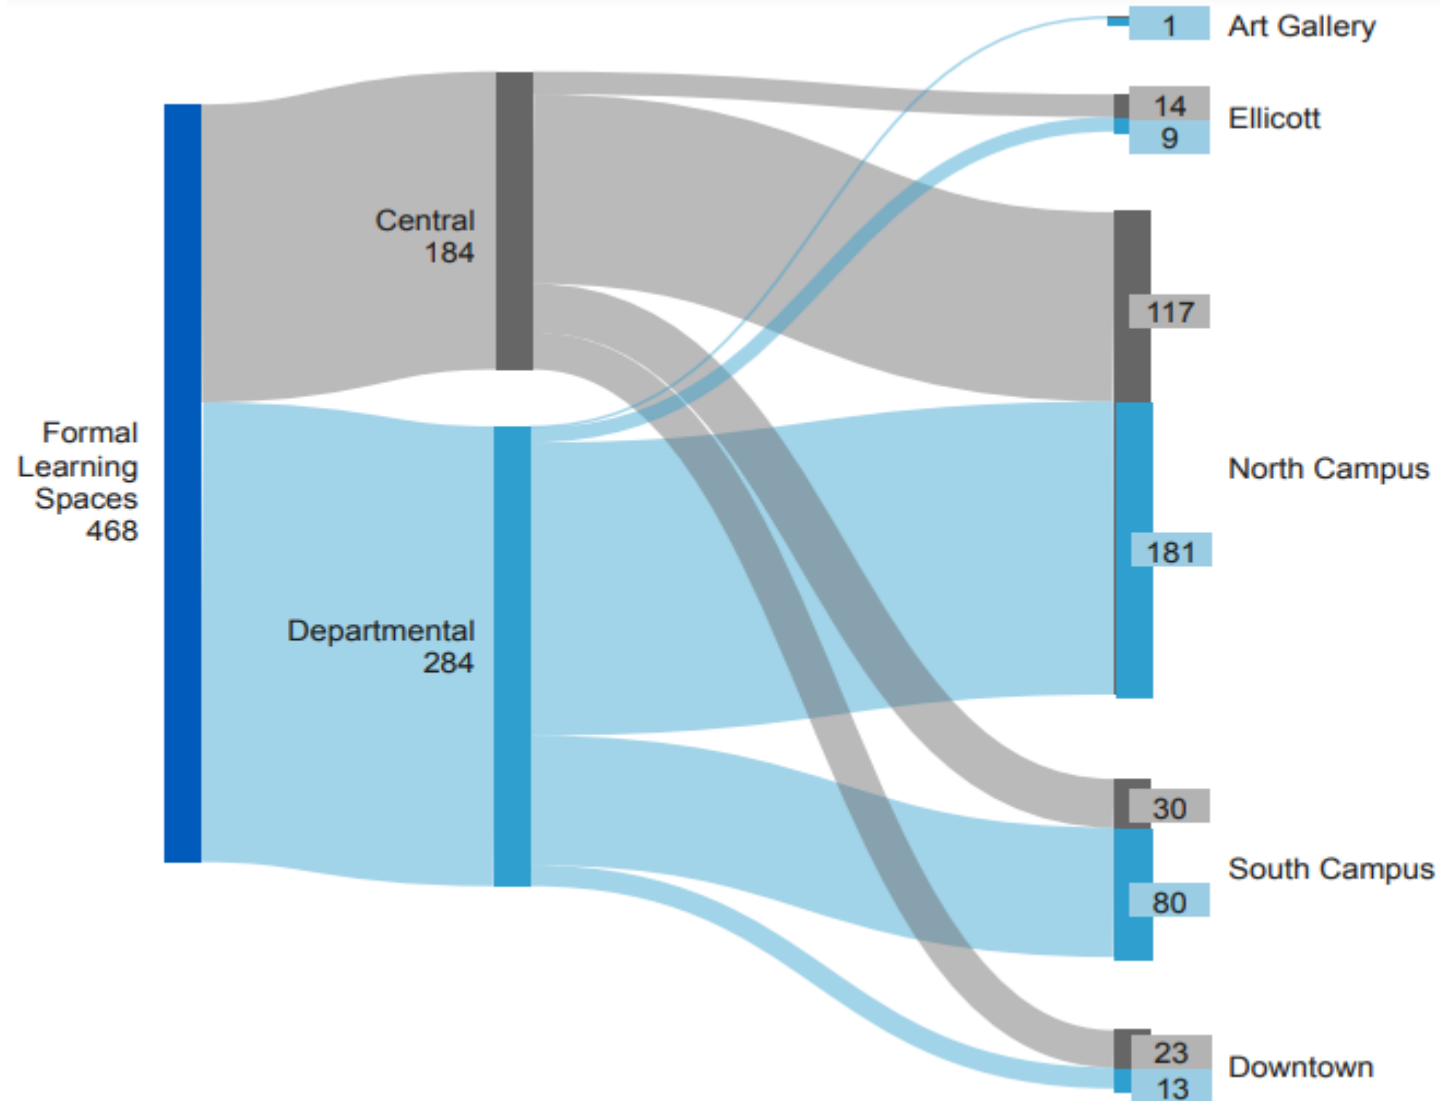 1 Art Gallery
14
Ellicott
9
Central
184
117
Formal
Learning
Spaces
468
North Campus
181
Departmental
284
30
South Campus
80
23
Downtown
13